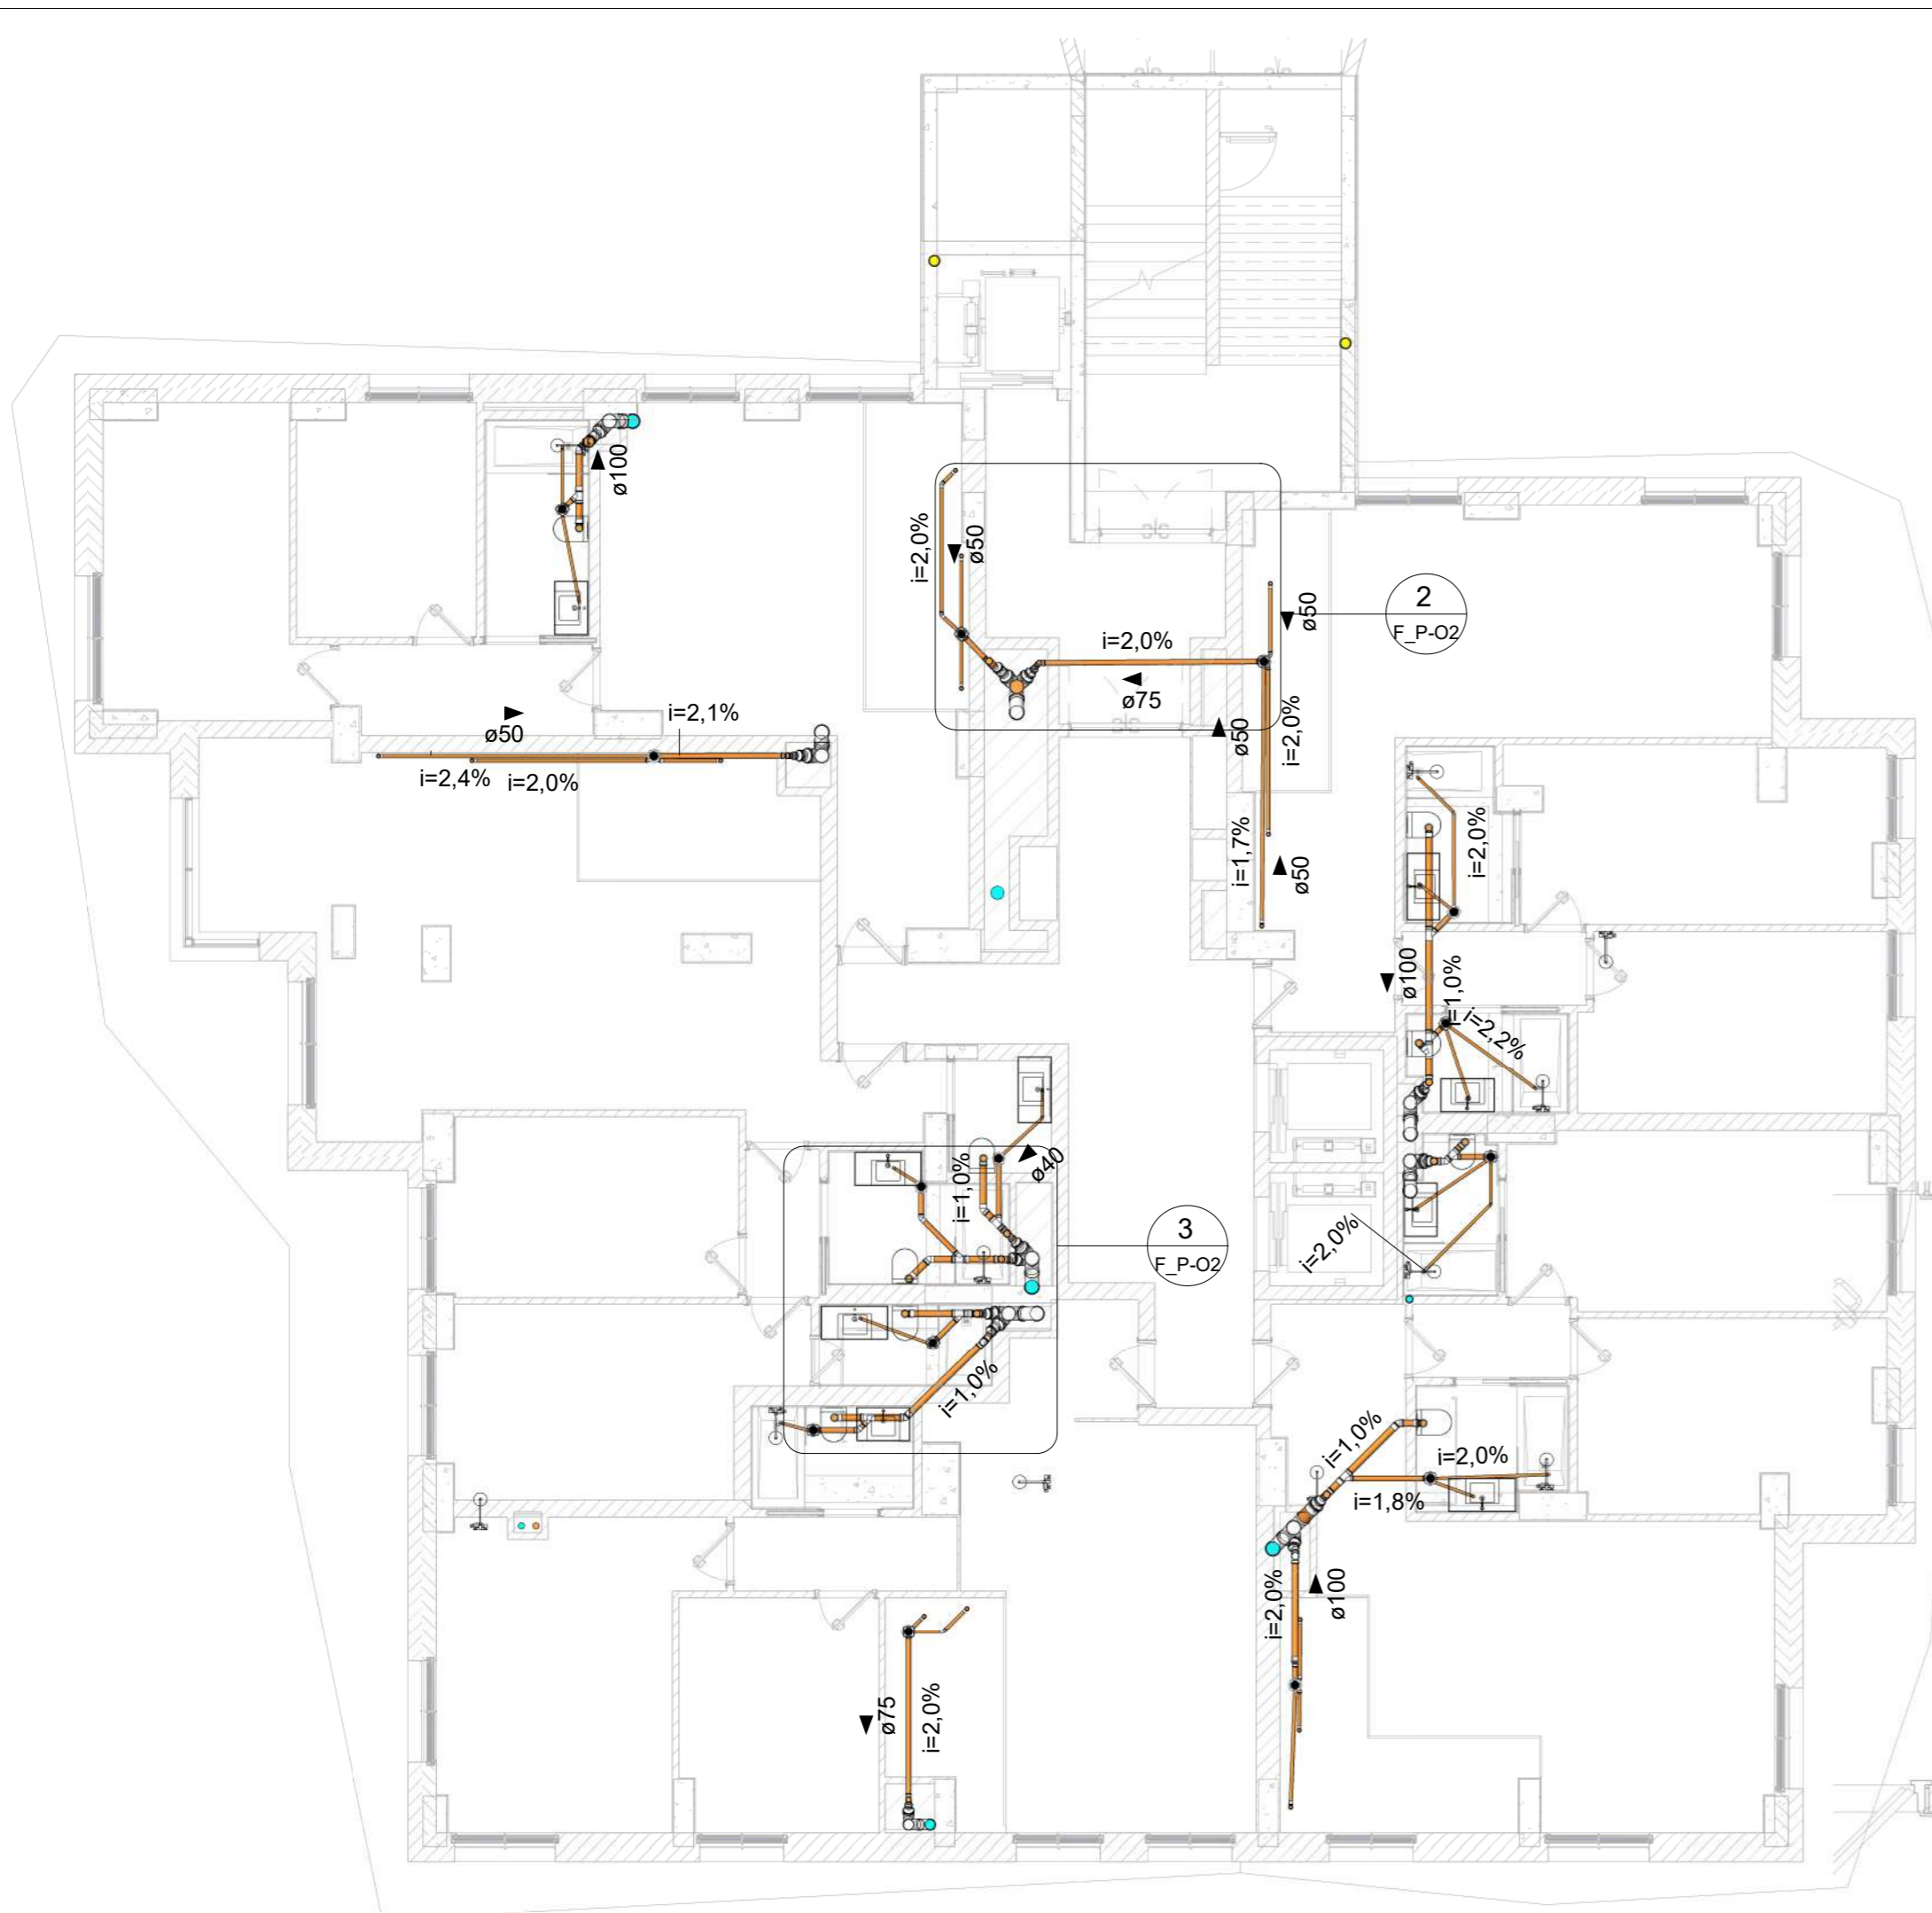 ø100
i=2,0%
ø50
ø50
2
F_P-O2
i=2,0%
ø75
ø50
i=2,0%
ø50
i=2,1%
i=2,4%
i=2,0%
i=1,7%
ø50
i=2,0%
ø100
i=1,0%
i=2,2%
i=1,0%
ø40
3
F_P-O2
i=2,0%
i=1,0%
i=1,0%
i=2,0%
i=1,8%
i=2,0%
ø100
ø75
i=2,0%